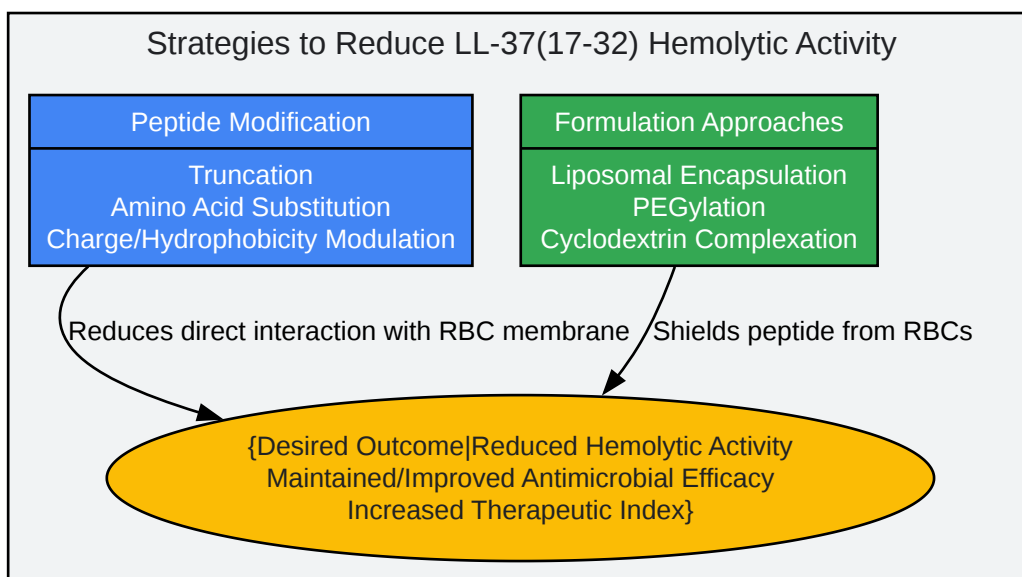 Strategies to Reduce LL-37(17-32) Hemolytic Activity
Peptide Modification
Truncation
Amino Acid Substitution
Charge/Hydrophobicity Modulation
Formulation Approaches
Liposomal Encapsulation
PEGylation
Cyclodextrin Complexation
Reduces direct interaction with RBC membrane
Shields peptide from RBCs
{Desired Outcome|Reduced Hemolytic Activity
Maintained/Improved Antimicrobial Efficacy
Increased Therapeutic Index}